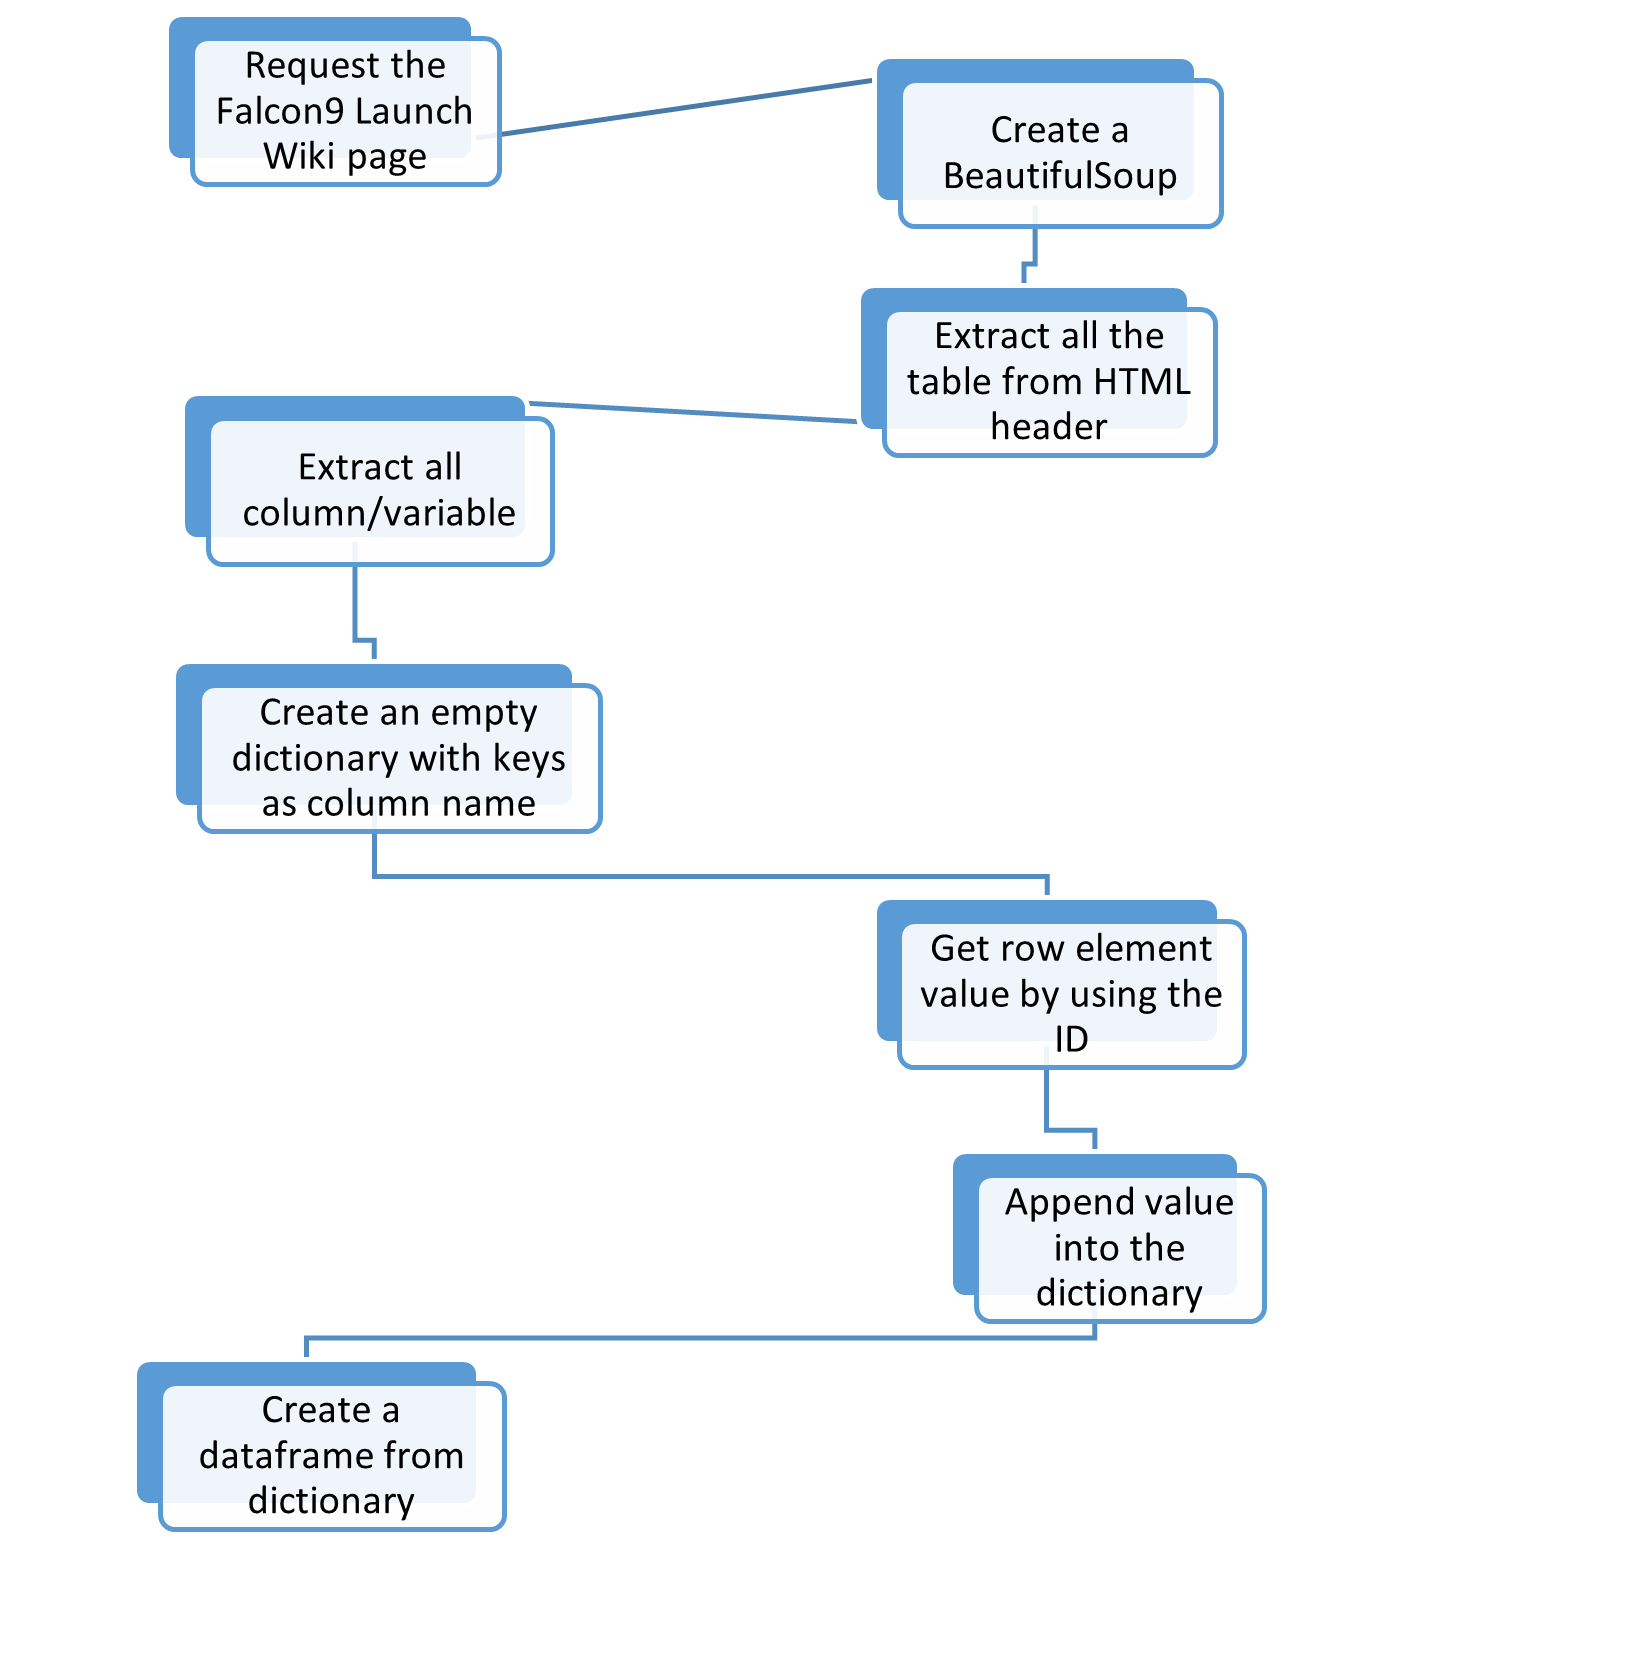 Request the
Falcon9 Launch
Wiki page
Create a
BeautifulSoup
Extract all the
table from HTML
header
Extract all
column/variable
Create an empty
dictionary with keys
as column name
Get row element
value by using the
ID
Append value
into the
dictionary
Create a
dataframe from
dictionary